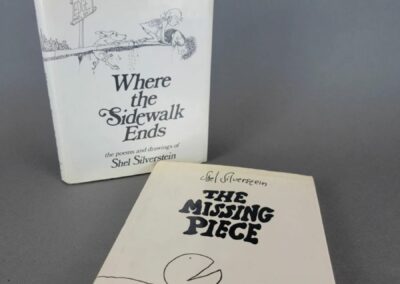 Where
the
Sidewalk
Ends
the poems and drawings of
Shel Silverstein
Shel Silverstein
THE
MISSING
PIECE